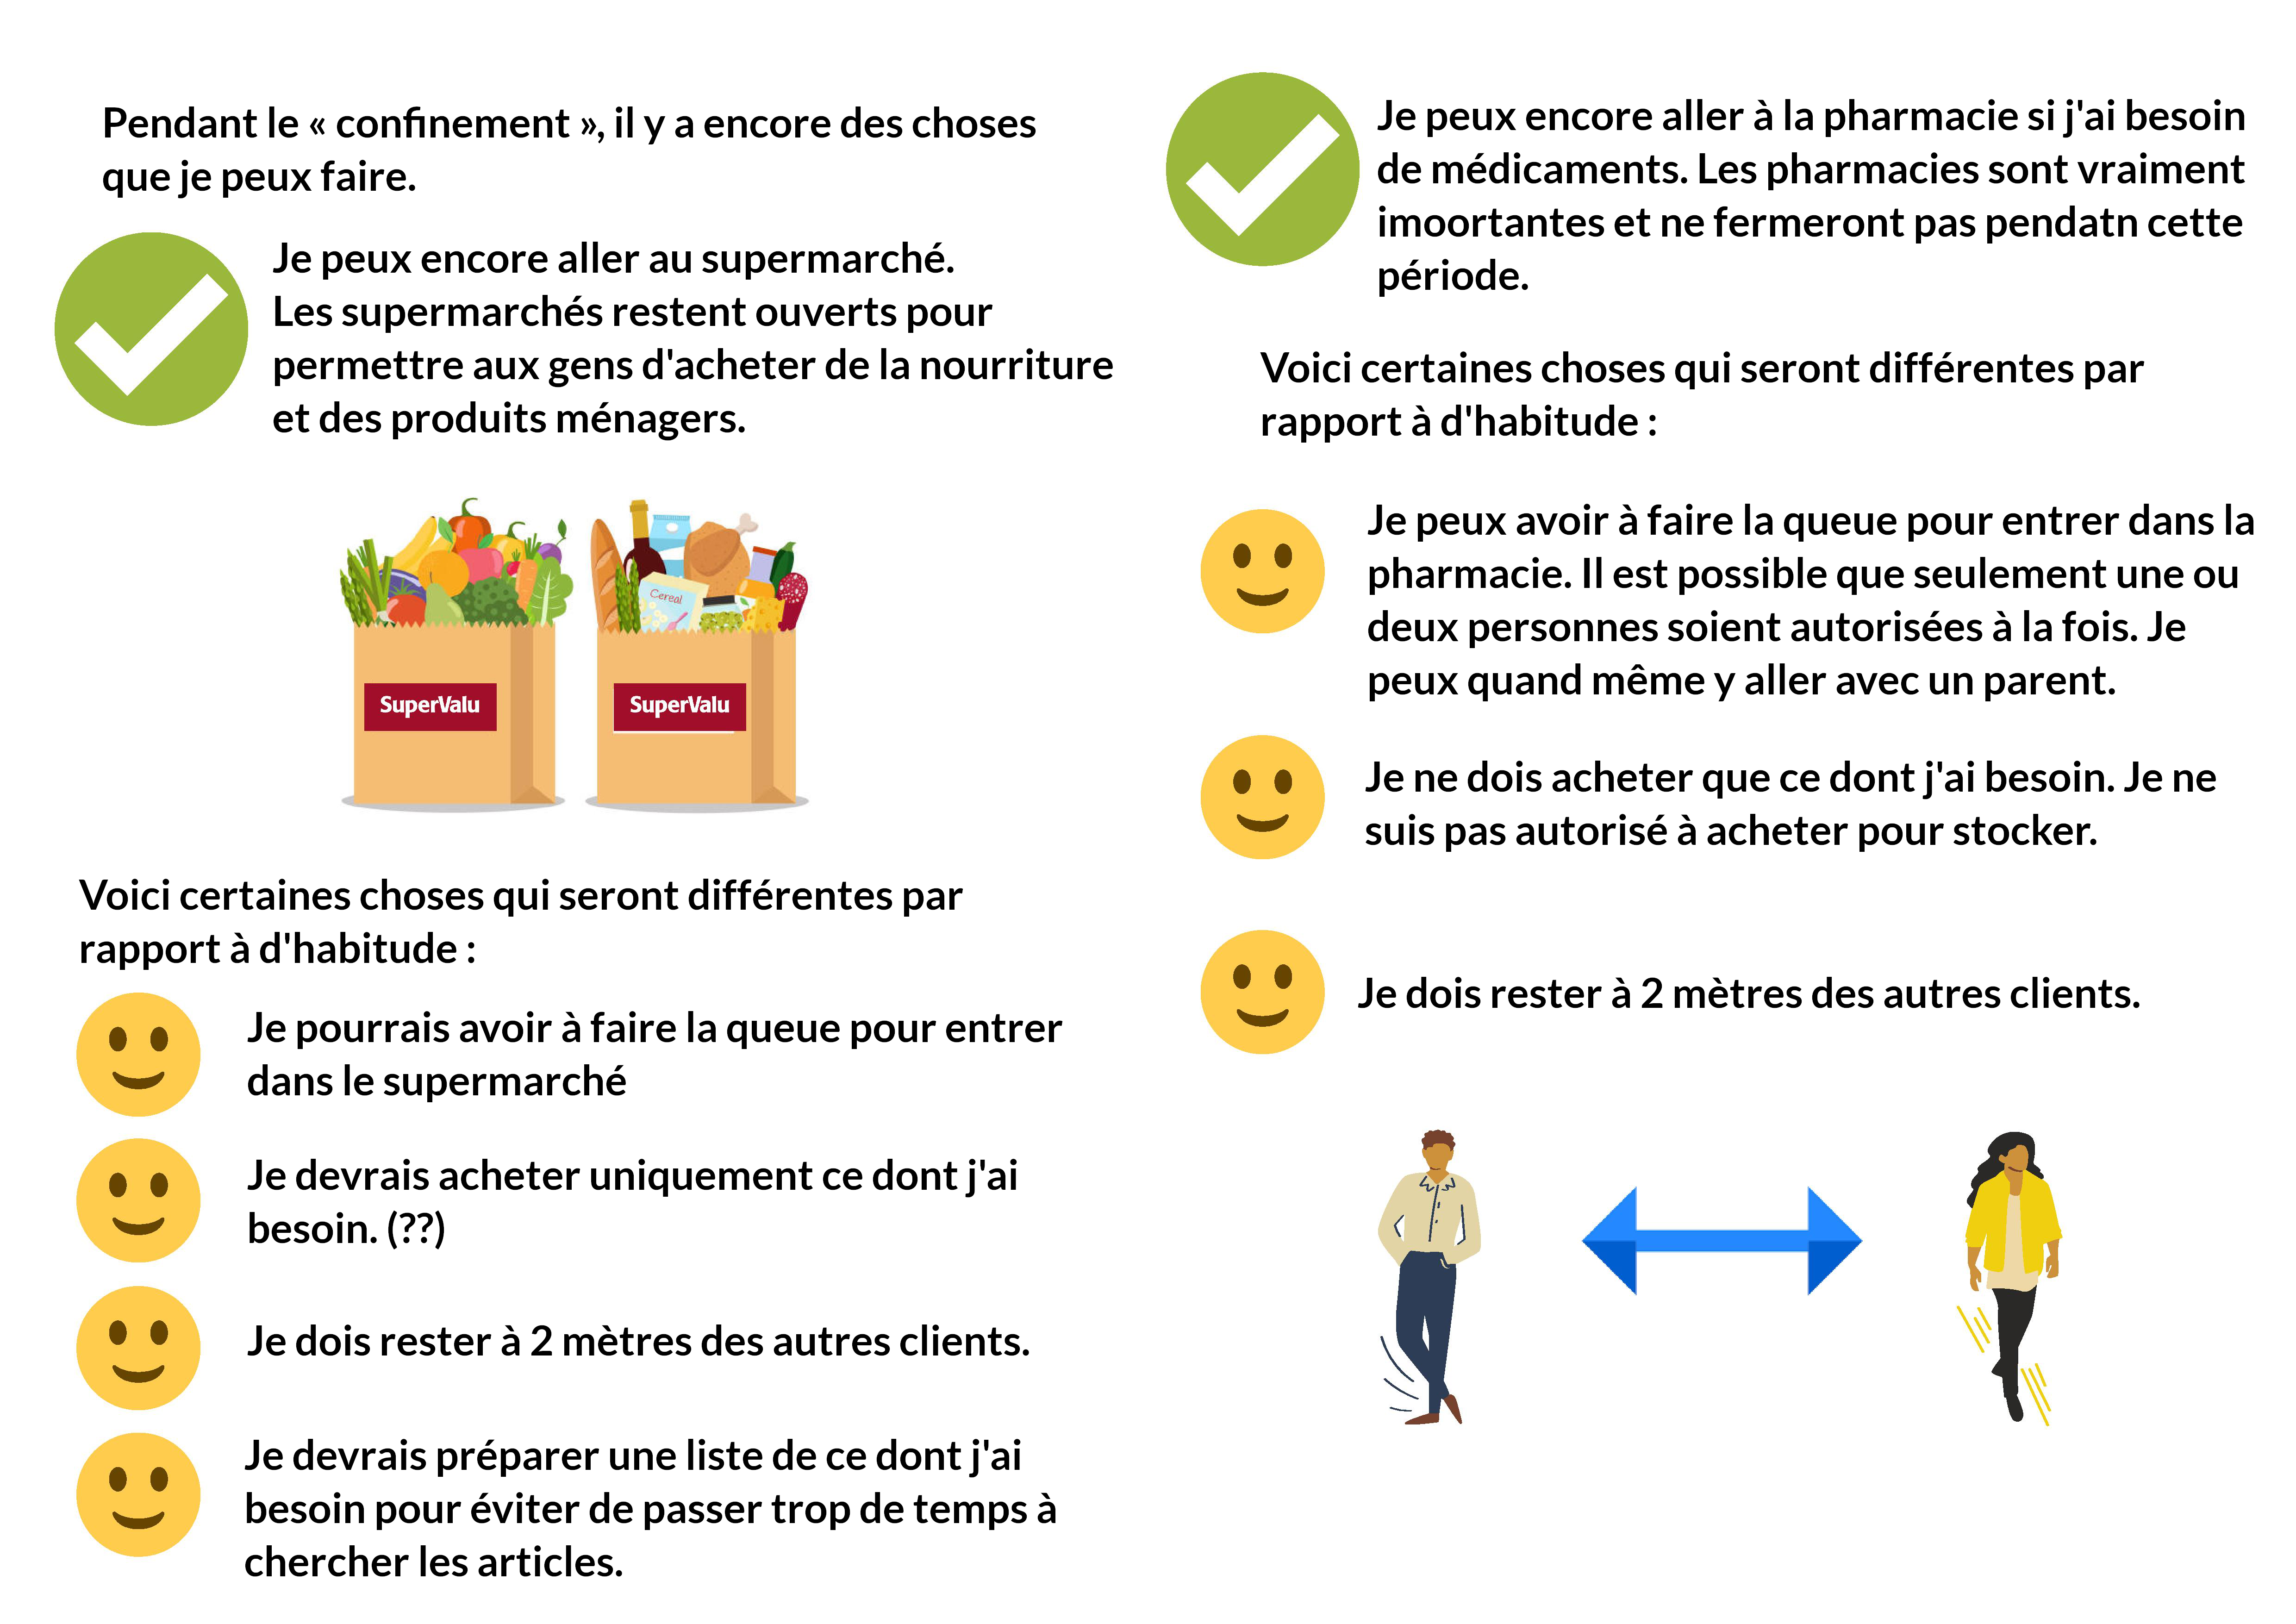 Pendant le « confinement », il y a encore des choses
que je peux faire.
Je peux encore aller au supermarché.
Les supermarchés restent ouverts pour
permettre aux gens d'acheter de la nourriture
et des produits ménagers.
Cereal
SuperValu
SuperValu
Voici certaines choses qui seront différentes par
rapport à d'habitude :
Je pourrais avoir à faire la queue pour entrer
dans le supermarché
Je devrais acheter uniquement ce dont j'ai
besoin. (??)
Je dois rester à 2 mètres des autres clients.
Je devrais préparer une liste de ce dont j'ai
besoin pour éviter de passer trop de temps à
chercher les articles.
Je peux encore aller à la pharmacie si j'ai besoin
de médicaments. Les pharmacies sont vraiment
imoortantes et ne fermeront pas pendatn cette
période.
Voici certaines choses qui seront différentes par
rapport à d'habitude :
Je peux avoir à faire la queue pour entrer dans la
pharmacie. Il est possible que seulement une ou
deux personnes soient autorisées à la fois. Je
peux quand même y aller avec un parent.
Je ne dois acheter que ce dont j'ai besoin. Je ne
suis pas autorisé à acheter pour stocker.
Je dois rester à 2 mètres des autres clients.